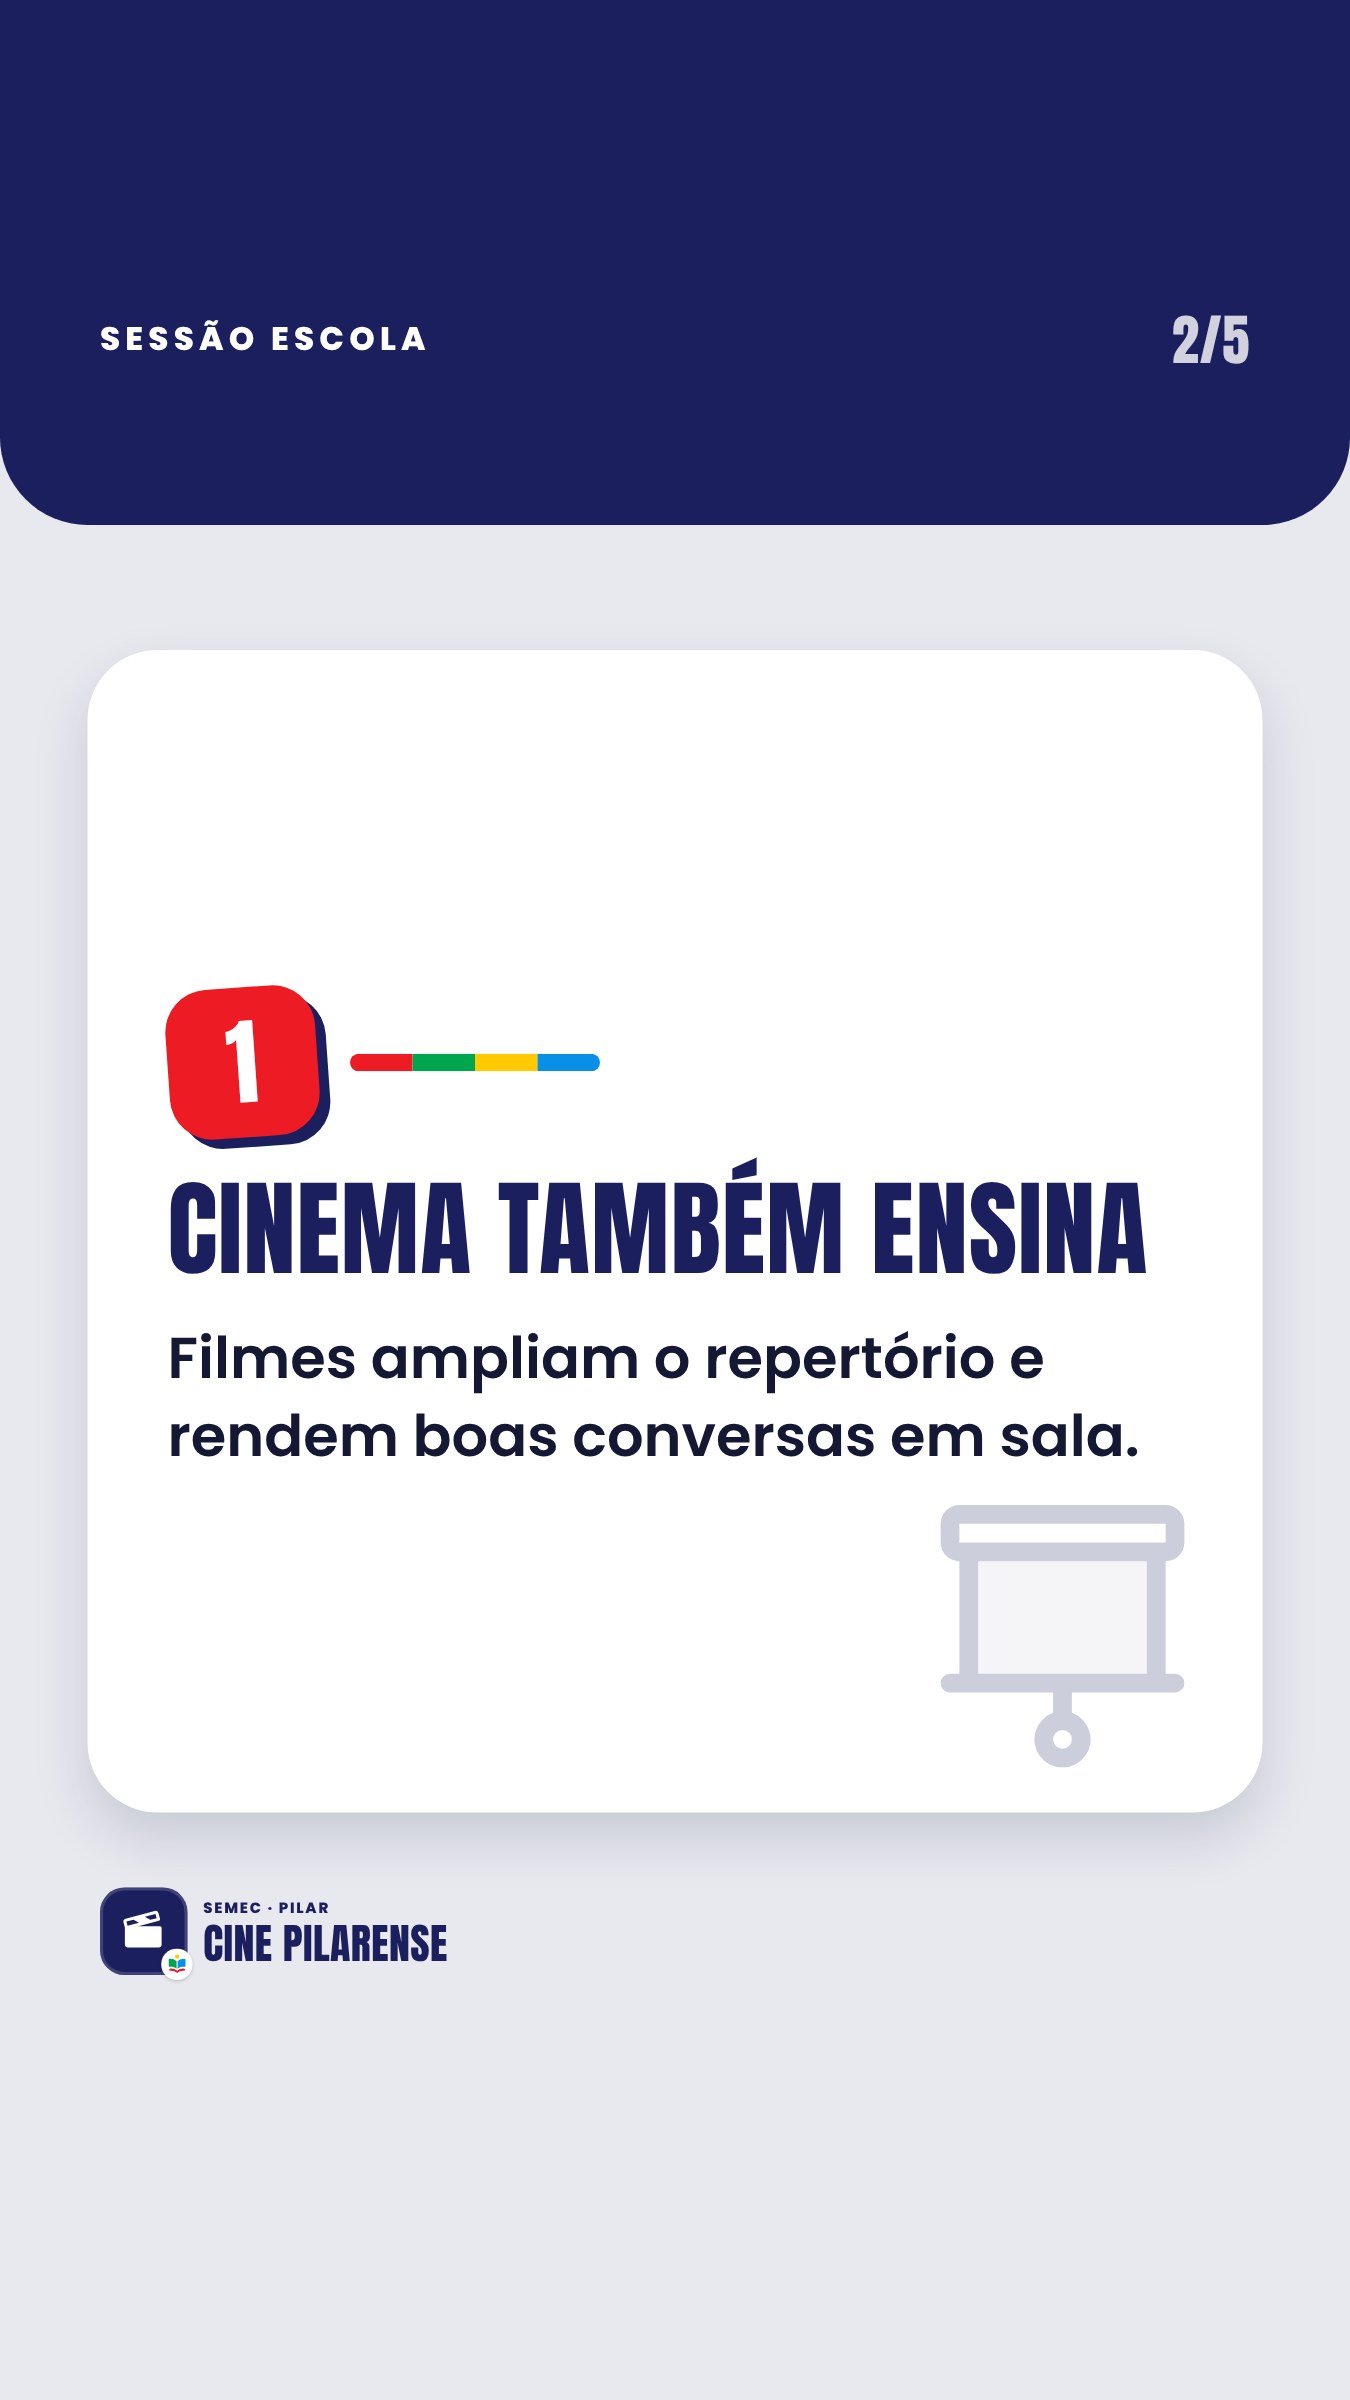 SESSÃO ESCOLA
2/5
1
CINEMA TAMBÉM ENSINA
Filmes ampliam o repertório e
rendem boas conversas em sala.
SEMEC · PILAR
CINE PILARENSE